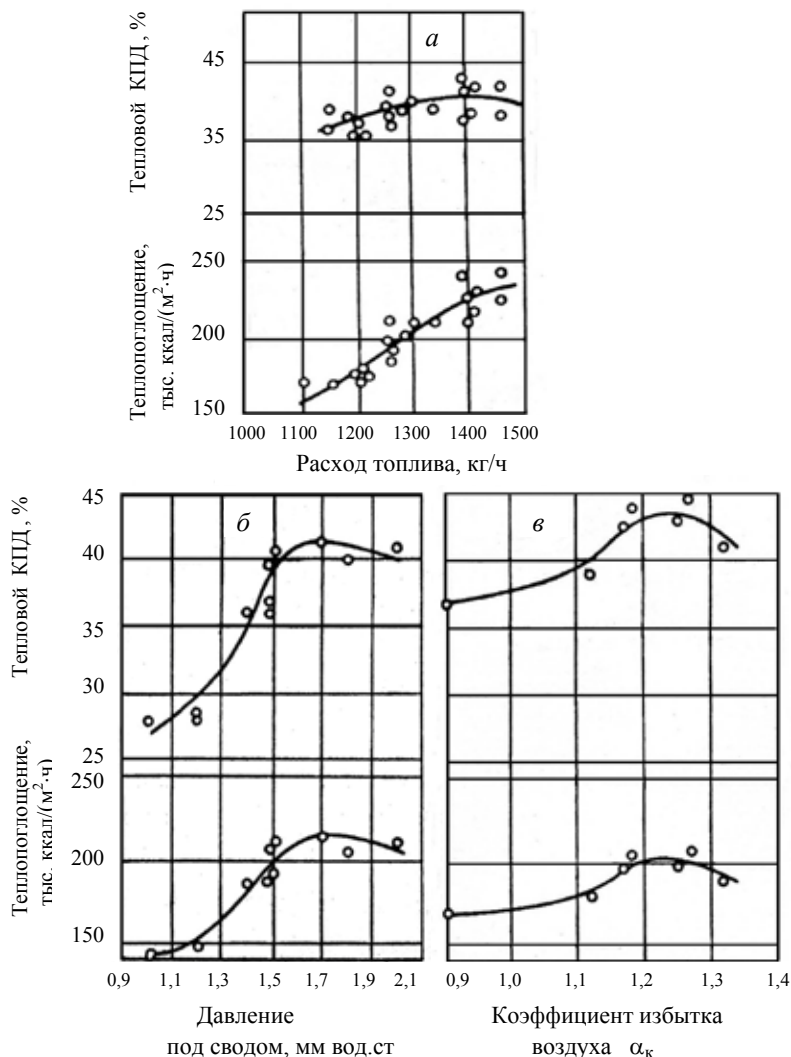 Тепловой КПД, %
45
35
25
а
Теплопоглощение,
тыс. ккал/(м²·ч)
250
200
150
1000 1100 1200 1300 1400 1500
Расход топлива, кг/ч
Тепловой КПД, %
45
40
35
30
25
б
в
Теплопоглощение,
тыс. ккал/(м²·ч)
250
200
150
0,9 1,1 1,3 1,5 1,7 1,9 2,1
0,9 1,0 1,1 1,2 1,3 1,4
Давление
под сводом, мм вод.ст
Коэффициент избытка
воздуха αк